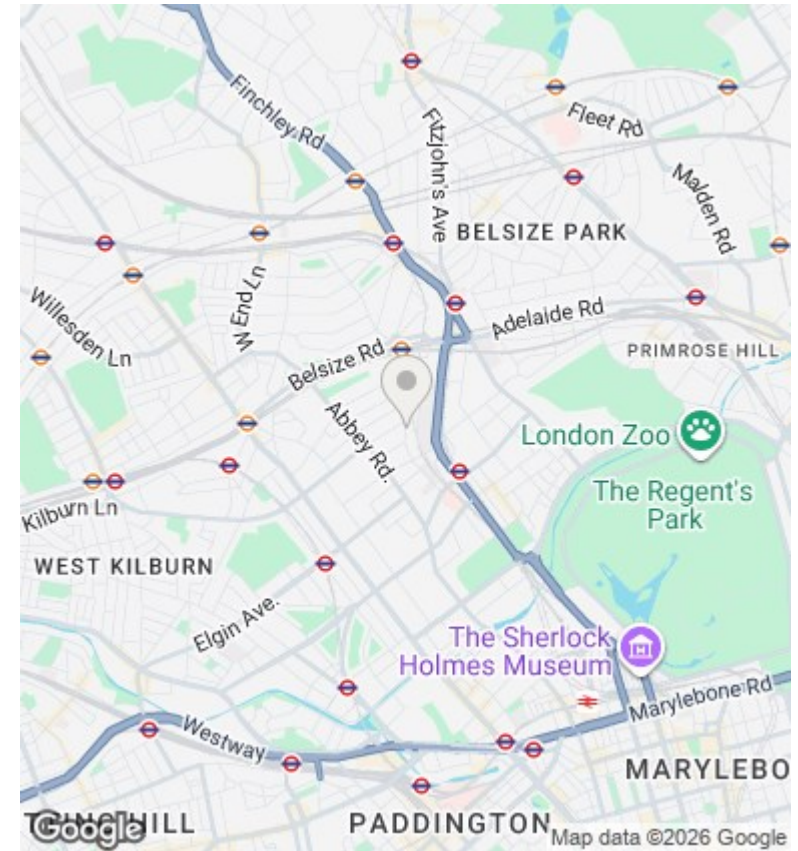 Finchley Rd
Fitzjohn's Ave
Fleet Rd
Malden Rd
BELSIZE PARK
W End Ln
Willesden Ln
Adelaide Rd
Belsize Rd
PRIMROSE HILL
Abbey Rd.
London Zoo
The Regent's
Park
Kilburn Ln
WEST KILBURN
Elgin Ave.
The Sherlock
Holmes Museum
Marylebone Rd
Westway
MARYLEBO
HILL
PADDINGTON
Google
Map data ©2026 Google